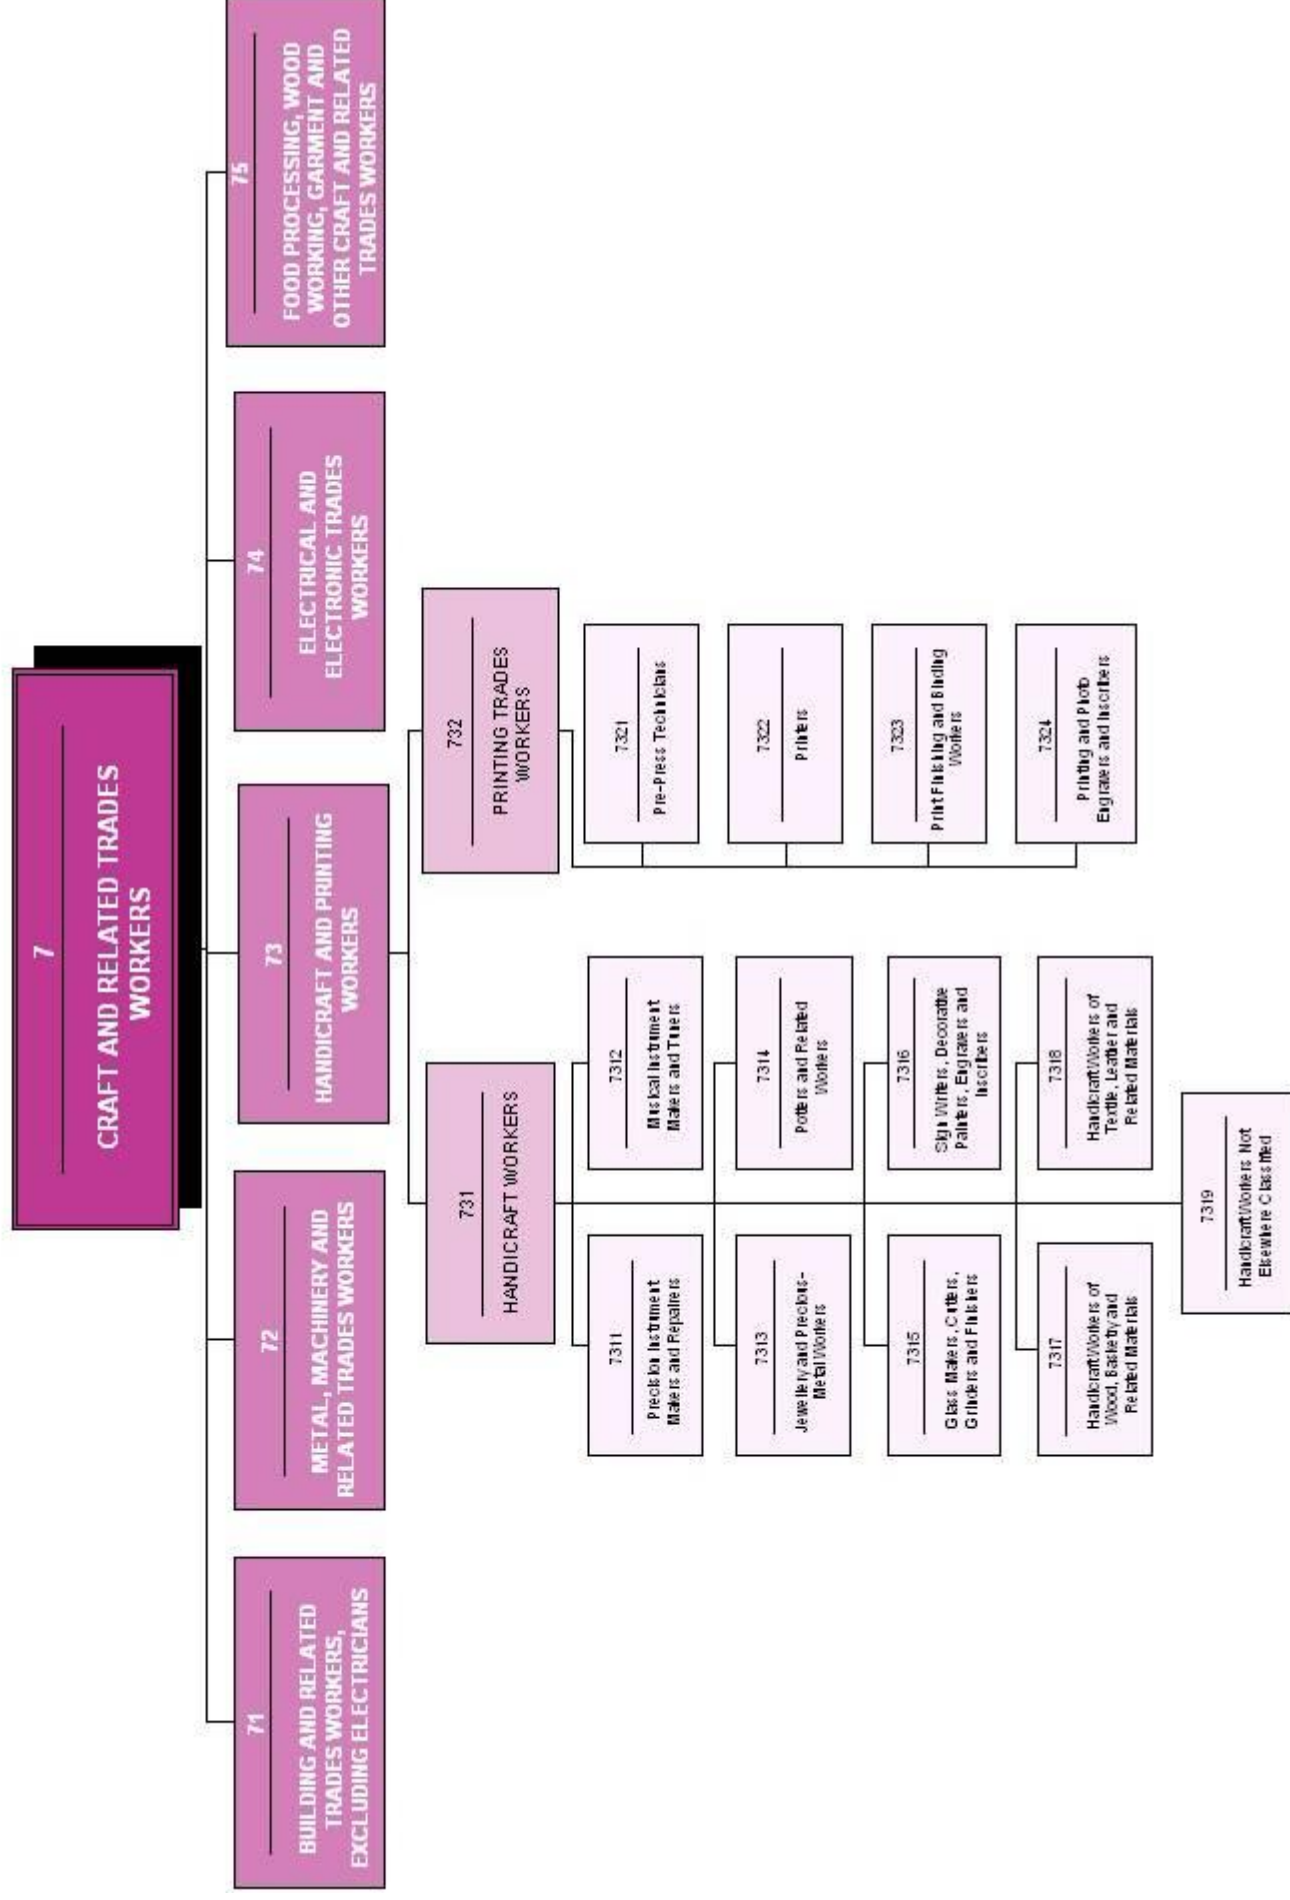 7
CRAFT AND RELATED TRADES
WORKERS
71
BUILDING AND RELATED
TRADES WORKERS,
EXCLUDING ELECTRICIANS
72
METAL, MACHINERY AND
RELATED TRADES WORKERS
73
HANDICRAFT AND PRINTING
WORKERS
74
ELECTRICAL AND
ELECTRONIC TRADES
WORKERS
75
FOOD PROCESSING, WOOD
WORKING, GARMENT AND
OTHER CRAFT AND RELATED
TRADES WORKERS
731
HANDICRAFT WORKERS
732
PRINTING TRADES
WORKERS
7311
Precision Instrument
Makers and Repairers
7312
Musical Instrument
Makers and Tuners
7321
Pre-Press Technicians
7313
Jewellery and Precious-
Metal Workers
7314
Potters and Related
Workers
7322
Printers
7315
Glass Makers, Cutters,
Grinders and Finishers
7316
Sign Writers, Decorative
Painters, Engravers and
Inscribers
7323
Print Finishing and Binding
Workers
7317
Handicraft Workers of
Wood, Basketry and
Related Materials
7318
Handicraft Workers of
Textile, Leather and
Related Materials
7324
Printing and Photo
Engravers and Inscribers
7319
Handicraft Workers Not
Elsewhere Classified